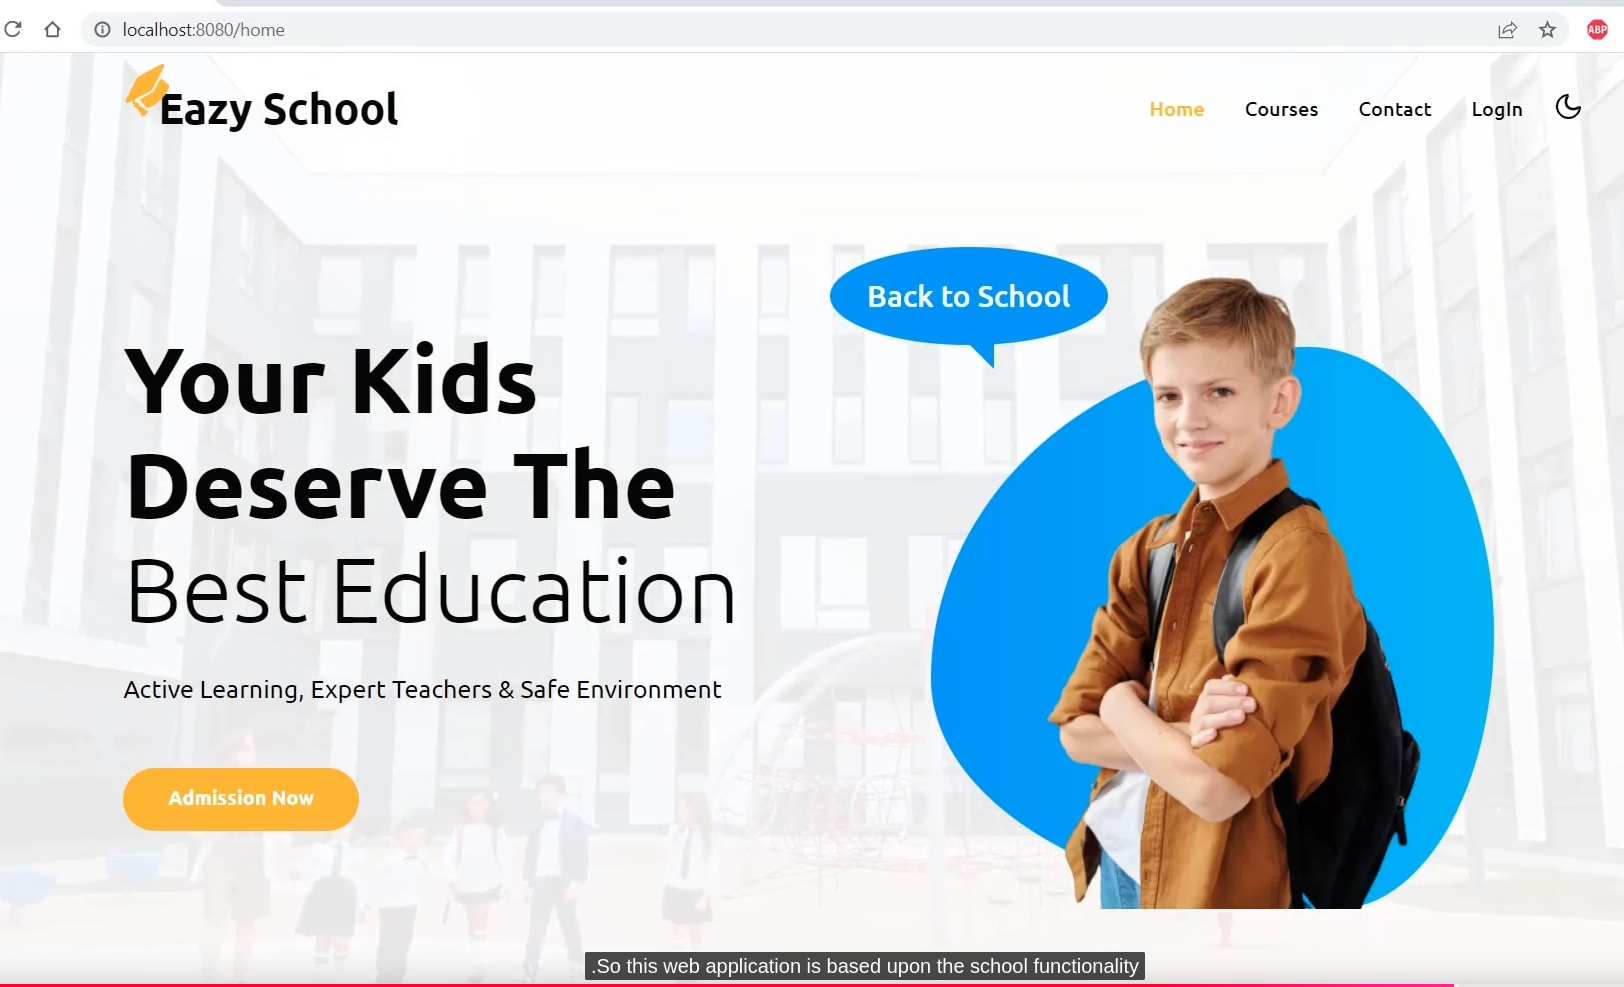 localhost:8080/home
ABP
Eazy School
Home Courses Contact LogIn
Back to School
Your Kids
Deserve The
Best Education
Active Learning, Expert Teachers & Safe Environment
Admission Now
.So this web application is based upon the school functionality